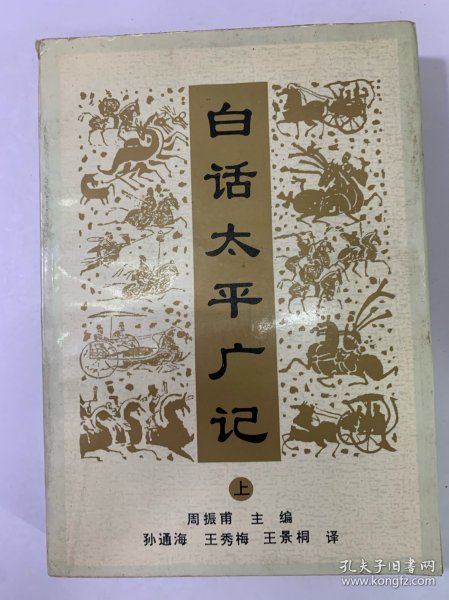 白话太平广记
上
周振甫 主编
孙通海 王秀梅 王景桐 译
孔夫子旧书网
www.kongfz.com